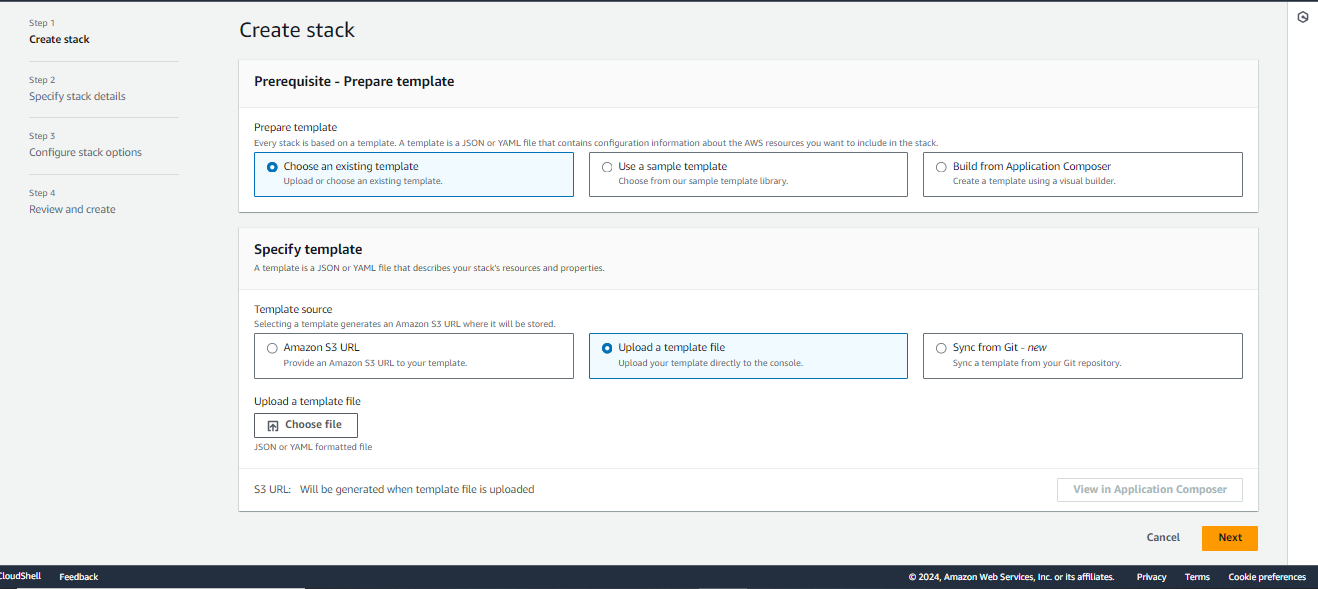 Step 1
Create stack
Step 2
Specify stack details
Step 3
Configure stack options
Step 4
Review and create
Create stack
Prerequisite - Prepare template
Prepare template
Every stack is based on a template. A template is a JSON or YAML file that contains configuration information about the AWS resources you want to include in the stack.
Choose an existing template
Upload or choose an existing template.
Use a sample template
Choose from our sample template library.
Build from Application Composer
Create a template using a visual builder.
Specify template
A template is a JSON or YAML file that describes your stack's resources and properties.
Template source
Selecting a template generates an Amazon S3 URL where it will be stored.
Amazon S3 URL
Provide an Amazon S3 URL to your template.
Upload a template file
Upload your template directly to the console.
Sync from Git - new
Sync a template from your Git repository.
Upload a template file
Choose file
JSON or YAML formatted file
S3 URL: Will be generated when template file is uploaded
View in Application Composer
Cancel
Next
CloudShell
Feedback
© 2024, Amazon Web Services, Inc. or its affiliates.
Privacy
Terms
Cookie preferences